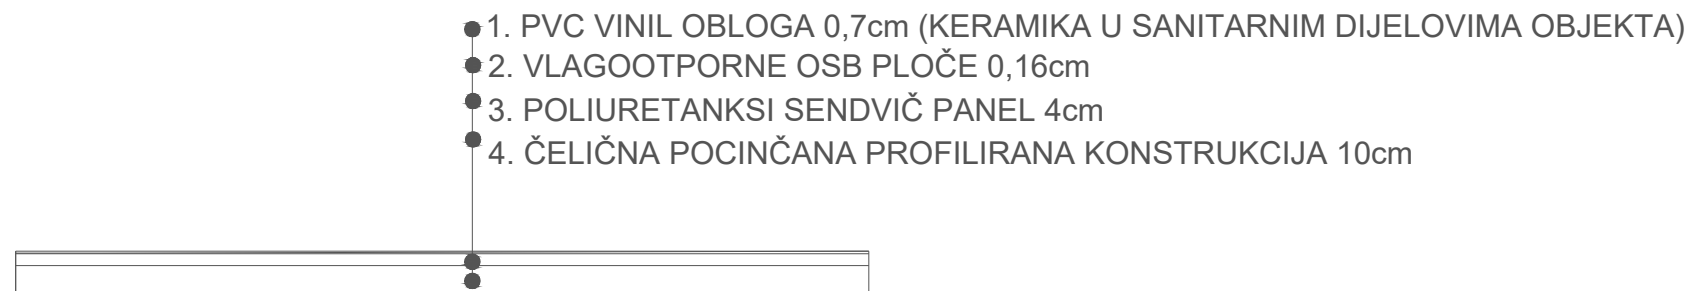 1. PVC VINIL OBLOGA 0,7cm (KERAMIKA U SANITARNIM DIJELOVIMA OBJEKTA)
2. VLAGOOTPORNE OSB PLOČE 0,16cm
3. POLIURETANKSI SENDVIČ PANEL 4cm
4. ČELIČNA POCINČANA PROFILIRANA KONSTRUKCIJA 10cm